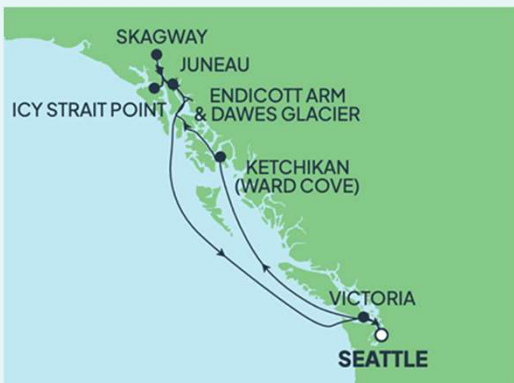 SKAGWAY
JUNEAU
ICY STRAIT POINT
ENDICOTT ARM
& DAWES GLACIER
KETCHIKAN
(WARD COVE)
VICTORIA
SEATTLE